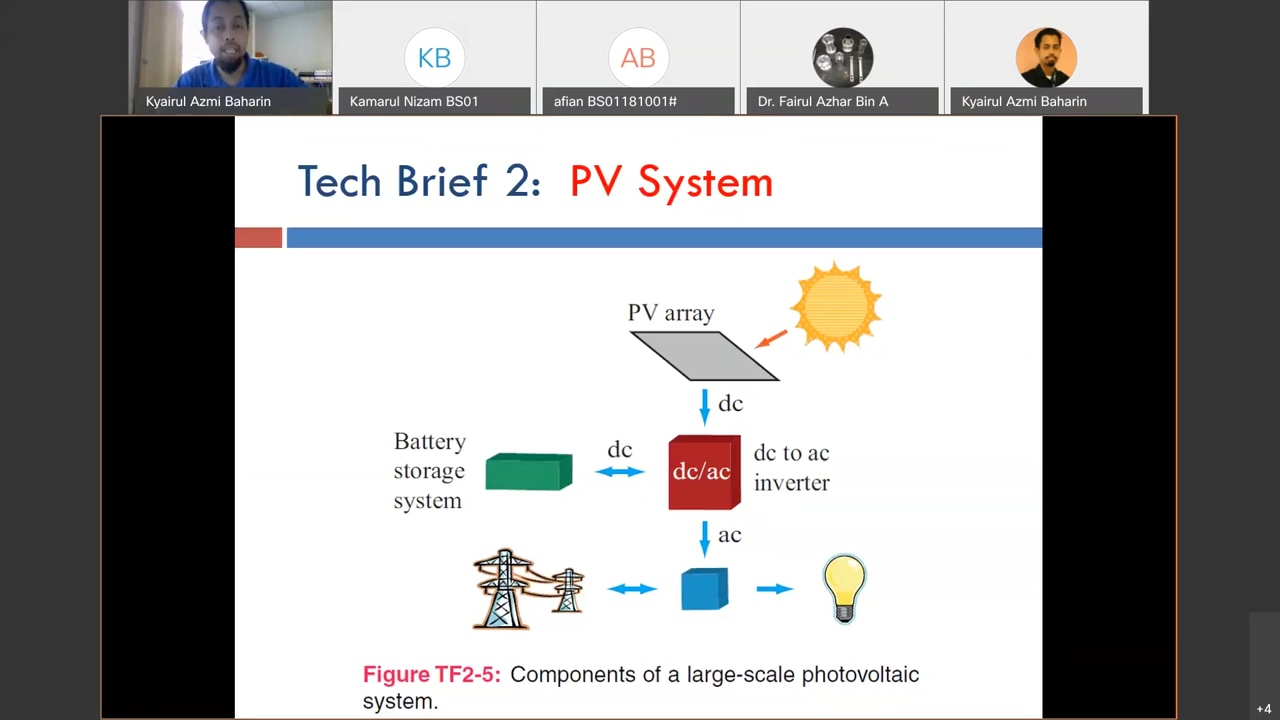 KB
AB
Kyairul Azmi Baharin
Kamarul Nizam BS01
afian BS01181001#
Dr. Fairul Azhar Bin A
Kyairul Azmi Baharin
Tech Brief 2: PV System
PV array
dc
Battery
storage
system
dc
dc/ac
dc to ac
inverter
ac
Figure TF2-5: Components of a large-scale photovoltaic
system.
+4